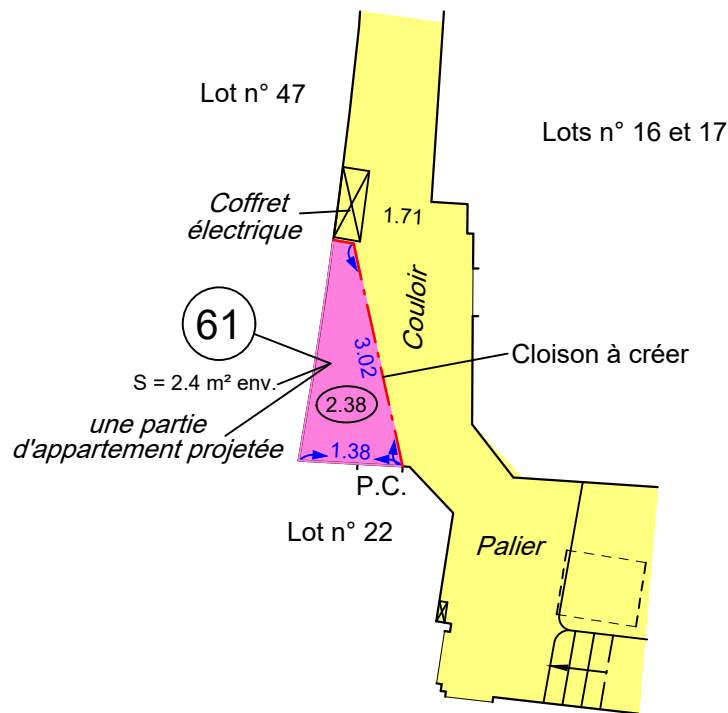 Lot n° 47
Lots n° 16 et 17
Coffret
électrique
1.71
Couloir
61
3.02
Cloison à créer
S = 2.4 m² env.
2.38
une partie
d'appartement projetée
1.38
P.C.
Lot n° 22
Palier